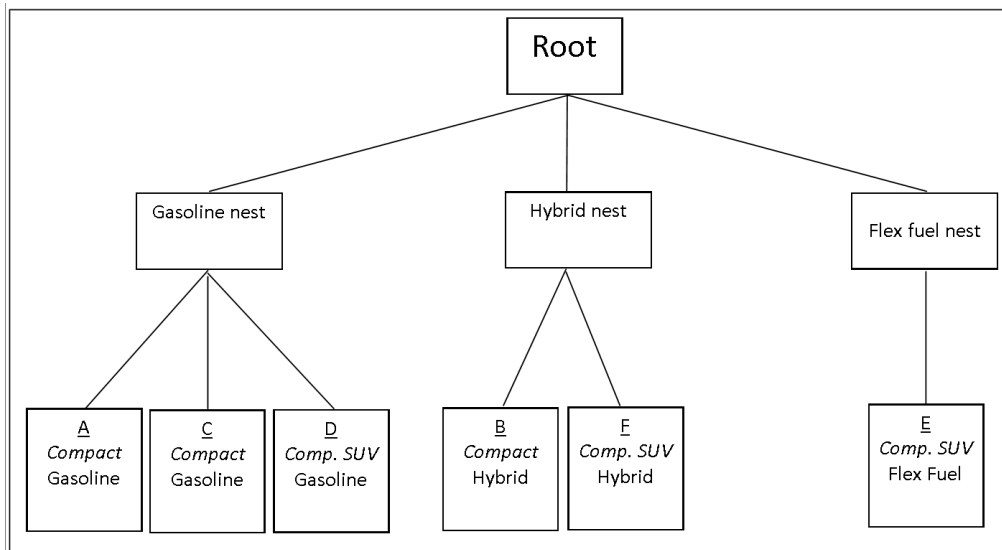 Root
Gasoline nest
Hybrid nest
Flex fuel nest
A
Compact
Gasoline
C
Compact
Gasoline
D
Comp. SUV
Gasoline
B
Compact
Hybrid
F
Comp. SUV
Hybrid
E
Comp. SUV
Flex Fuel